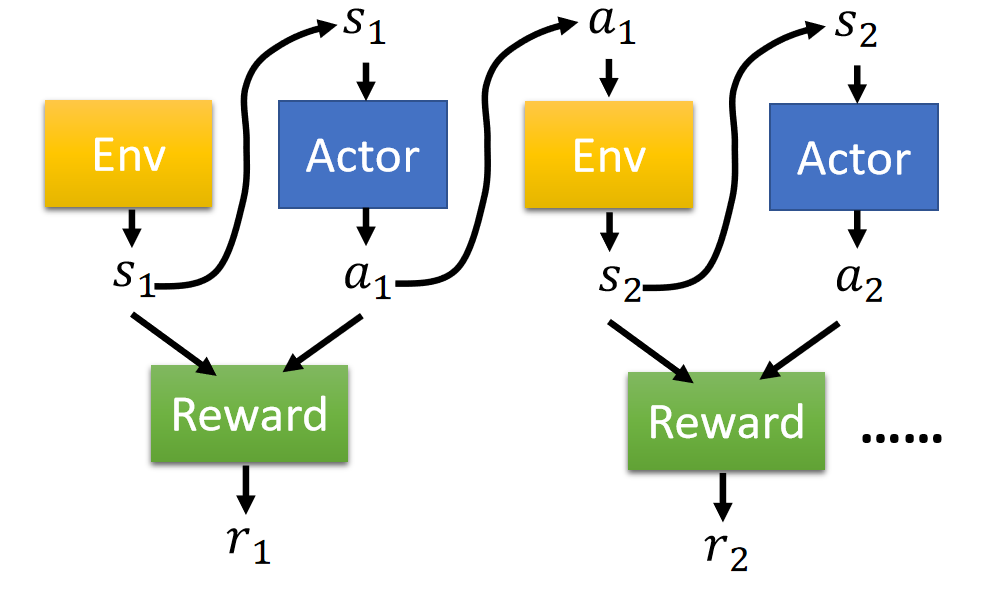 s₁ a₁ s₂
Env Actor Env Actor
s₁ a₁ s₂ a₂
Reward Reward ......
r₁ r₂